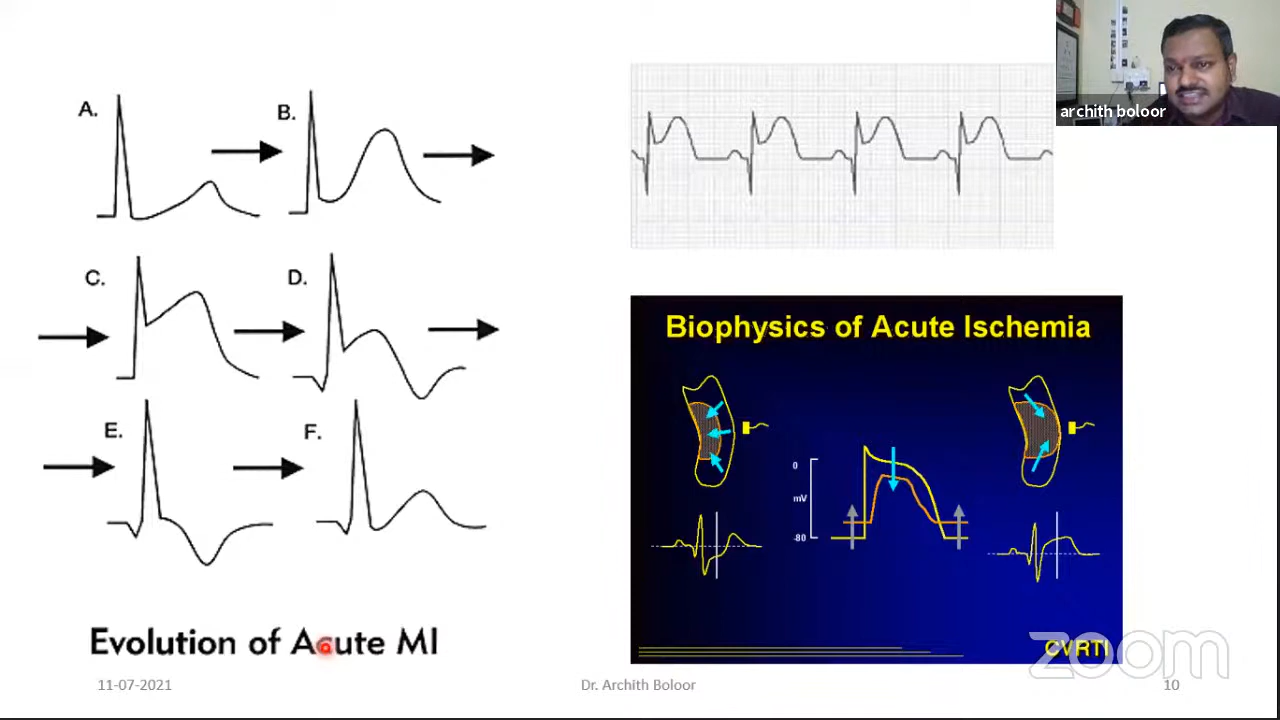 archith boloor
A.
B.
C.
D.
E.
F.
Evolution of Acute MI
Biophysics of Acute Ischemia
0
mV
-80
CVRTI
zoom
11-07-2021
Dr. Archith Boloor
10